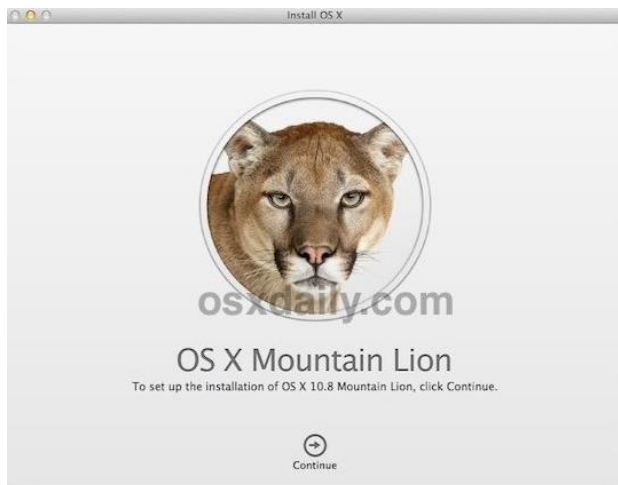 Install OS X
osxdaily.com
OS X Mountain Lion
To set up the installation of OS X 10.8 Mountain Lion, click Continue.
Continue